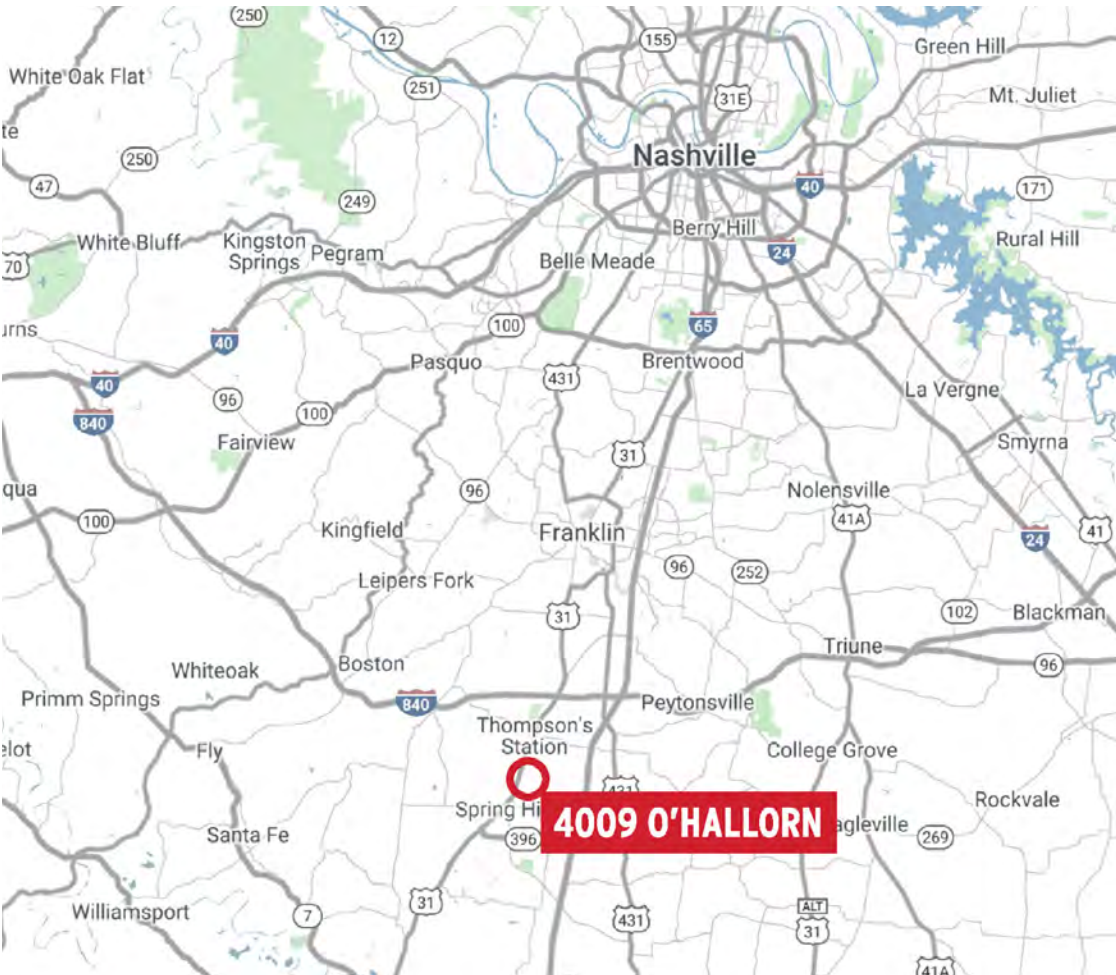 250
12
155
Green Hill
White Oak Flat
251
31E
Mt. Juliet
te
250
Nashville
47
249
40
171
White Bluff
Kingston
Springs
Pegram
Berry Hill
Rural Hill
70
Belle Meade
24
urns
100
65
40
Pasquo
Brentwood
40
431
La Vergne
96
840
100
Fairview
31
Smyrna
qua
96
Nolensville
100
Kingfield
Franklin
41A
24
41
Leipers Fork
96
252
31
102
Blackman
Whiteoak
Boston
Triune
96
Primm Springs
840
Peytonsville
Thompson's
Station
elot
Fly
College Grove
431
Rockvale
Spring Hi
4009 O'HALLORN
agleville
Santa Fe
396
269
Williamsport
7
31
431
ALT
31
41A